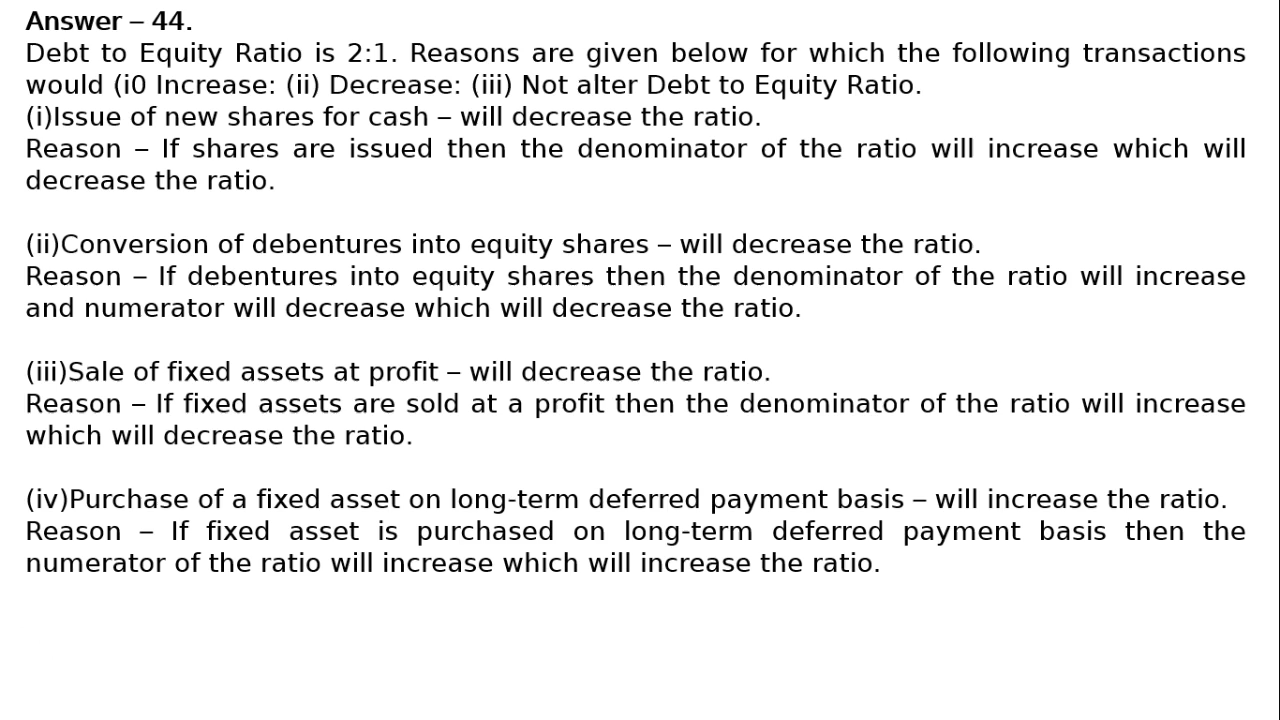 Answer – 44.
Debt to Equity Ratio is 2:1. Reasons are given below for which the following transactions
would (i0 Increase: (ii) Decrease: (iii) Not alter Debt to Equity Ratio.
(i)Issue of new shares for cash – will decrease the ratio.
Reason – If shares are issued then the denominator of the ratio will increase which will
decrease the ratio.
(ii)Conversion of debentures into equity shares – will decrease the ratio.
Reason – If debentures into equity shares then the denominator of the ratio will increase
and numerator will decrease which will decrease the ratio.
(iii)Sale of fixed assets at profit – will decrease the ratio.
Reason – If fixed assets are sold at a profit then the denominator of the ratio will increase
which will decrease the ratio.
(iv)Purchase of a fixed asset on long-term deferred payment basis – will increase the ratio.
Reason – If fixed asset is purchased on long-term deferred payment basis then the
numerator of the ratio will increase which will increase the ratio.